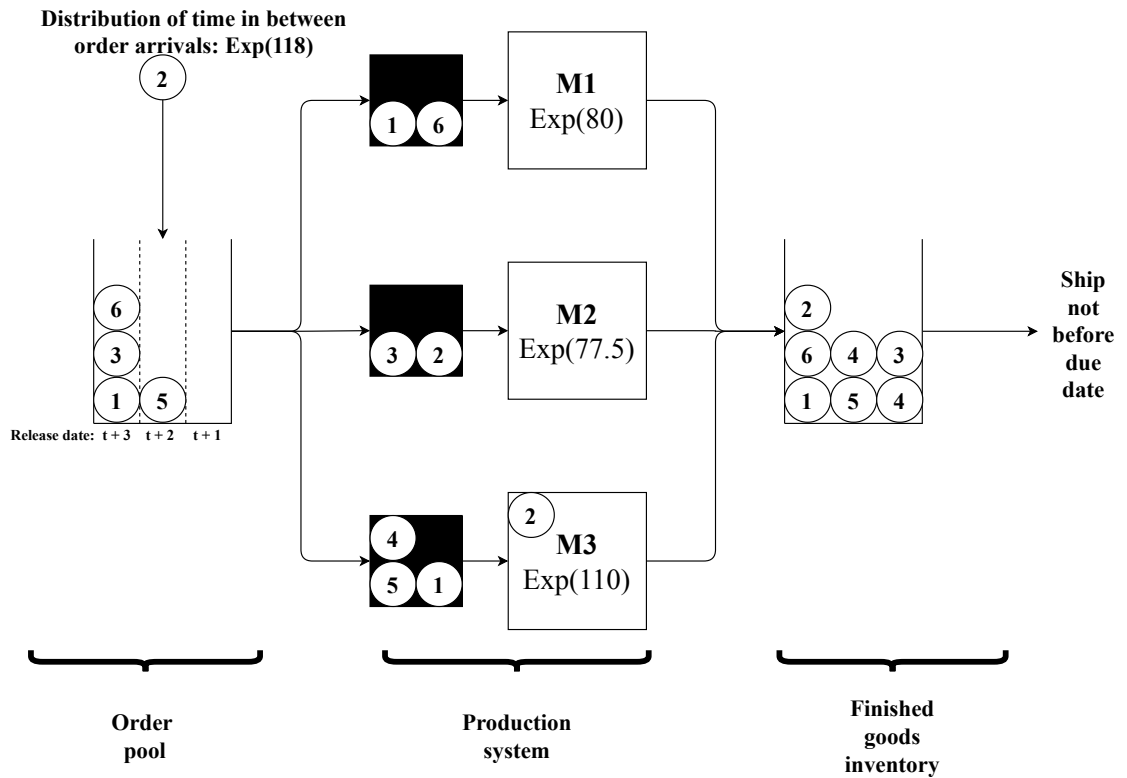 Distribution of time in between
order arrivals: Exp(118)
2
1 6
M1
Exp(80)
6
3
1 5
Release date: t + 3 t + 2 t + 1
3 2
M2
Exp(77.5)
4
5 1
2
M3
Exp(110)
2
6 4 3
1 5 4
Ship
not
before
due
date
Order
pool
Production
system
Finished
goods
inventory